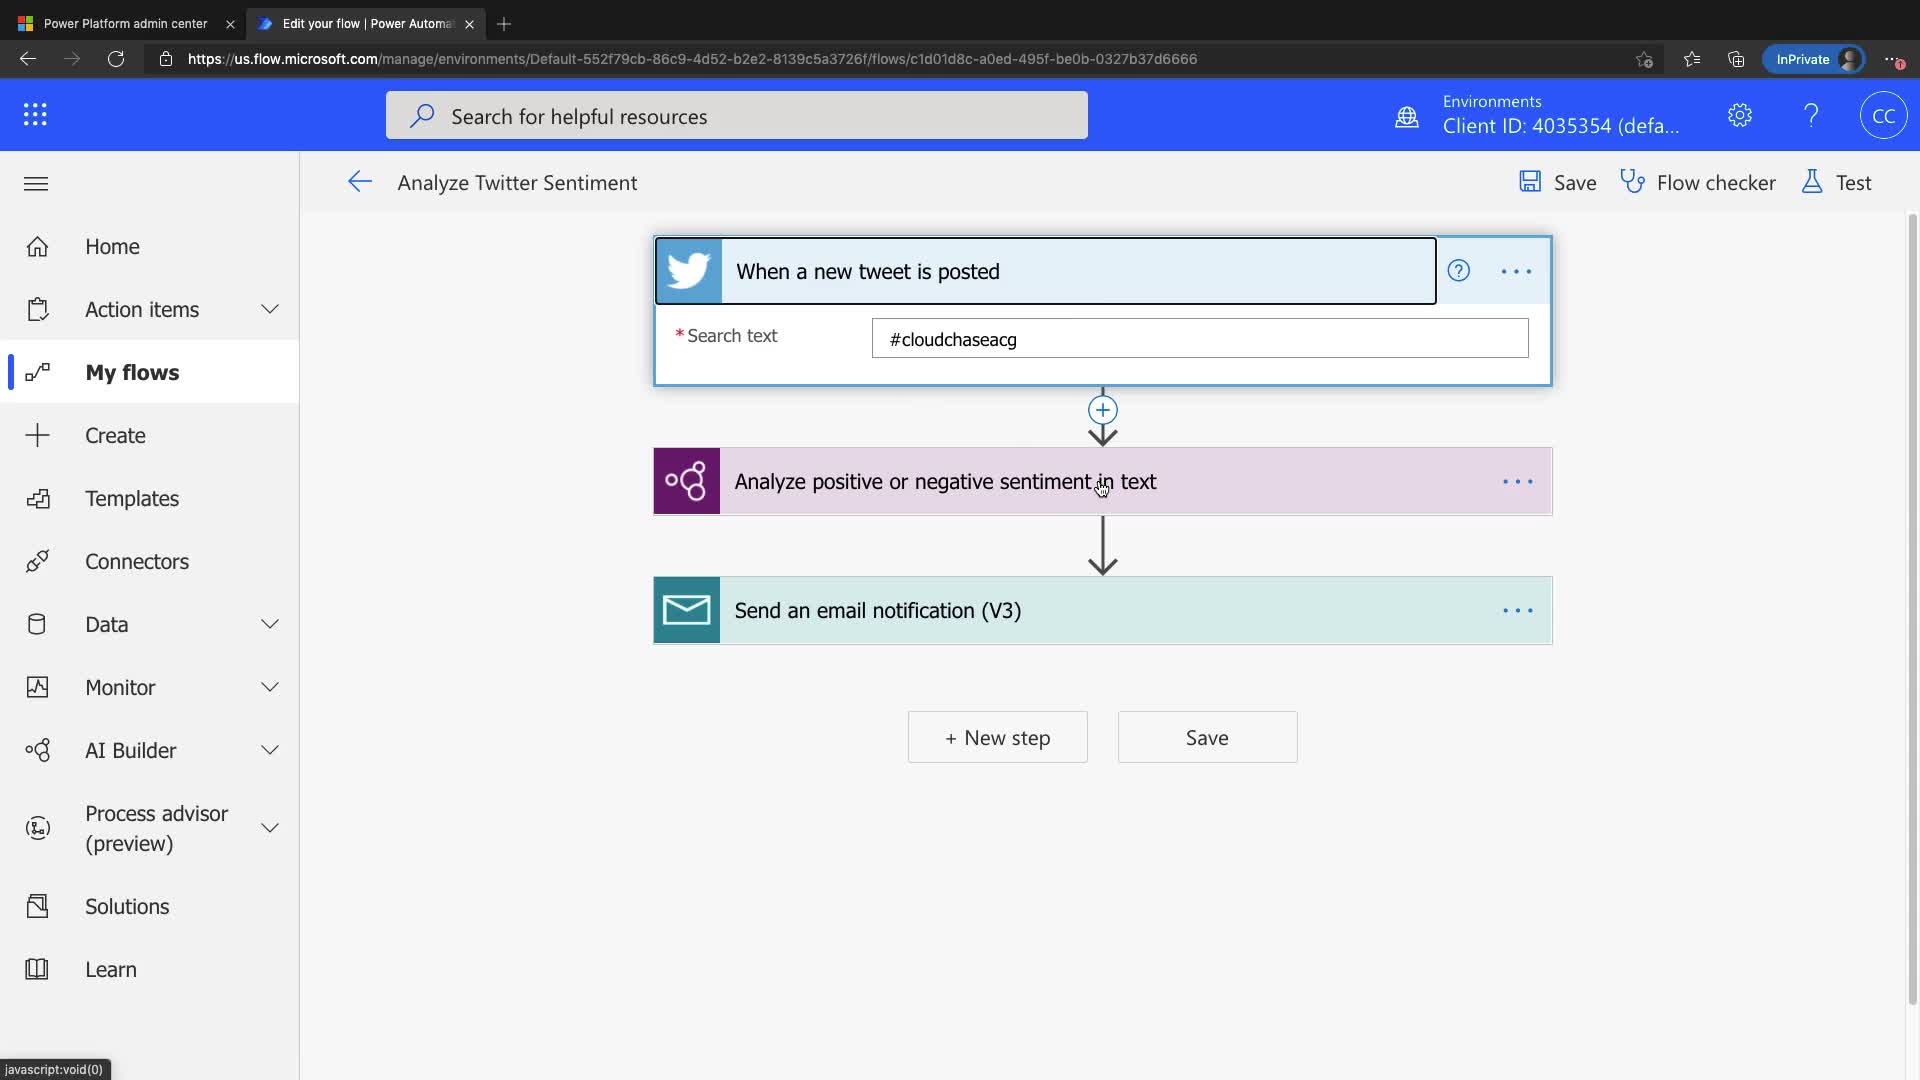 Power Platform admin center
Edit your flow | Power Automa
https://us.flow.microsoft.com/manage/environments/Default-552f79cb-86c9-4d52-b2e2-8139c5a3726f/flows/c1d01d8c-a0ed-495f-be0b-0327b37d6666
InPrivate
Search for helpful resources
Environments
Client ID: 4035354 (defa...
CC
Analyze Twitter Sentiment
Save
Flow checker
Test
Home
Action items
My flows
Create
Templates
Connectors
Data
Monitor
AI Builder
Process advisor
(preview)
Solutions
Learn
When a new tweet is posted
* Search text
#cloudchaseacg
Analyze positive or negative sentiment in text
Send an email notification (V3)
+ New step
Save
javascript:void(0)